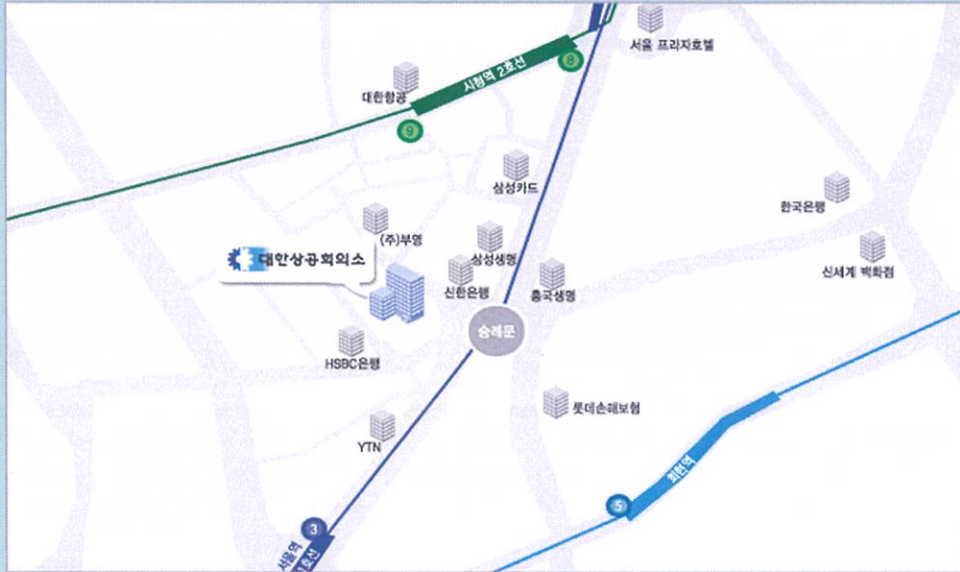 서울 프라자호텔
8
시청역 2호선
대한항공
9
삼성카드
한국은행
(주)부영
삼성생명
대한상공회의소
신세계 백화점
신한은행
흥국생명
숭례문
HSBC은행
롯데손해보험
YTN
회현역
5
3
서울역
1호선